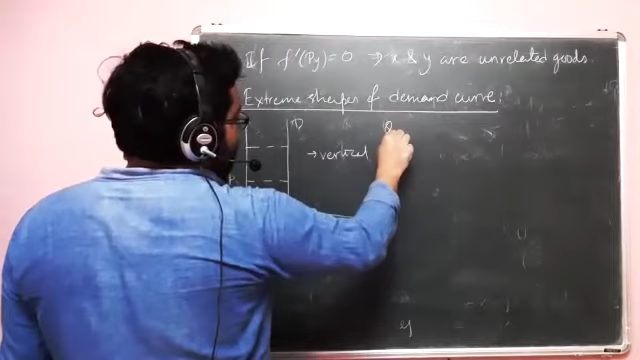 If f'(Py)=0 ⇒ x & y are unrelated goods.
Extreme shapes of demand curve:
D
→ vertical